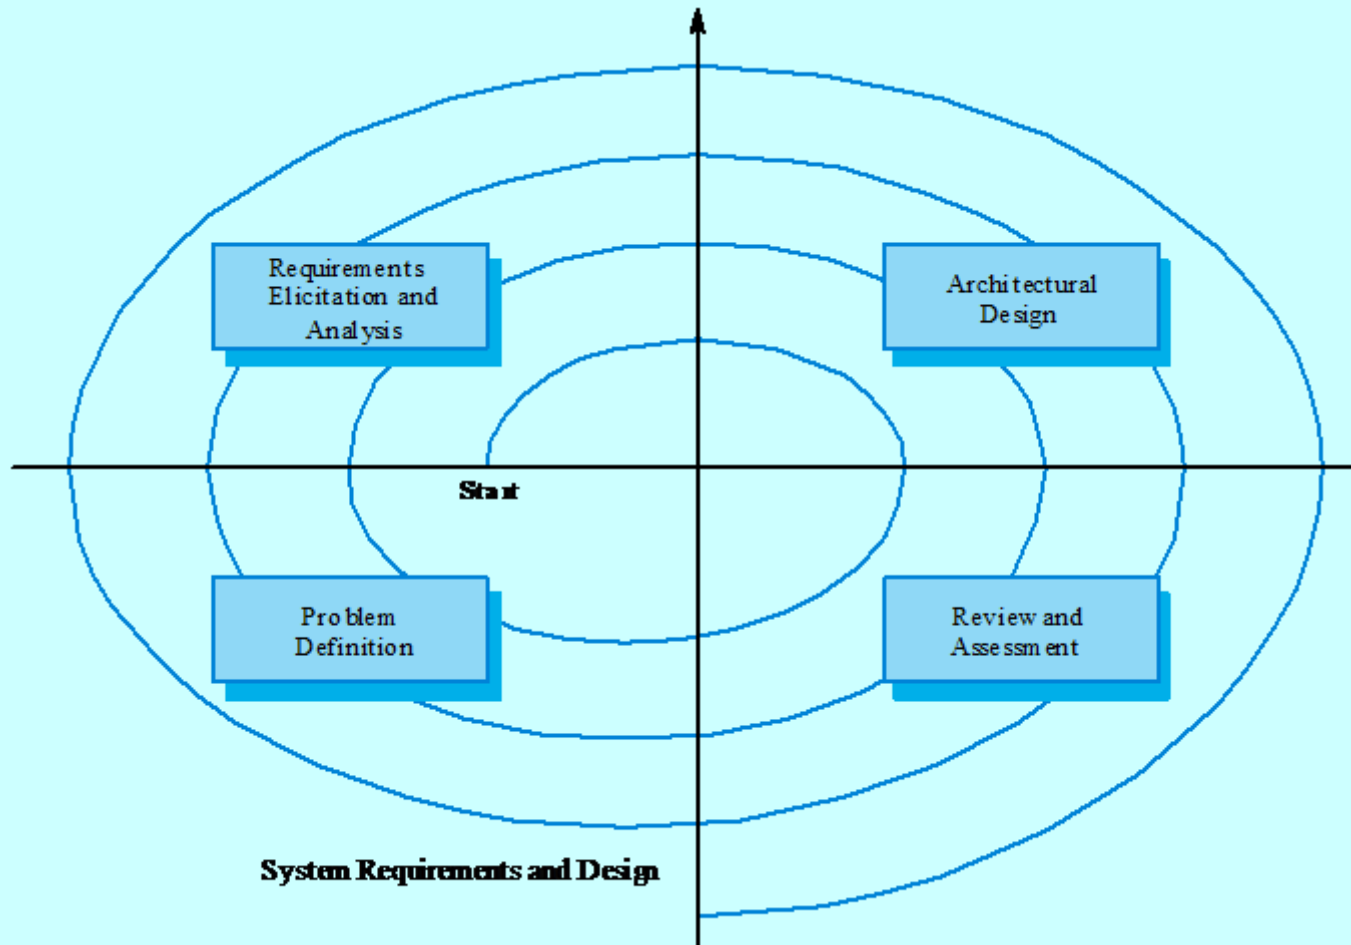 Requirements
Elicitation and
Analysis
Architectural
Design
Start
Problem
Definition
Review and
Assessment
System Requirements and Design